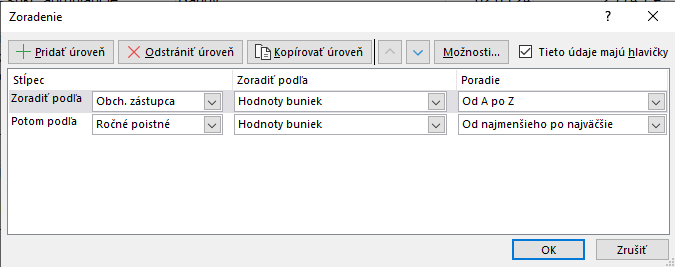 Zoradenie
? ×
Pridať úroveň Odstrániť úroveň Kopírovať úroveň Možnosti... Tieto údaje majú hlavičky
Stĺpec Zoradiť podľa Poradie
Zoradiť podľa Obch. zástupca Hodnoty buniek Od A po Z
Potom podľa Ročné poistné Hodnoty buniek Od najmenšieho po najväčšie
OK Zrušiť